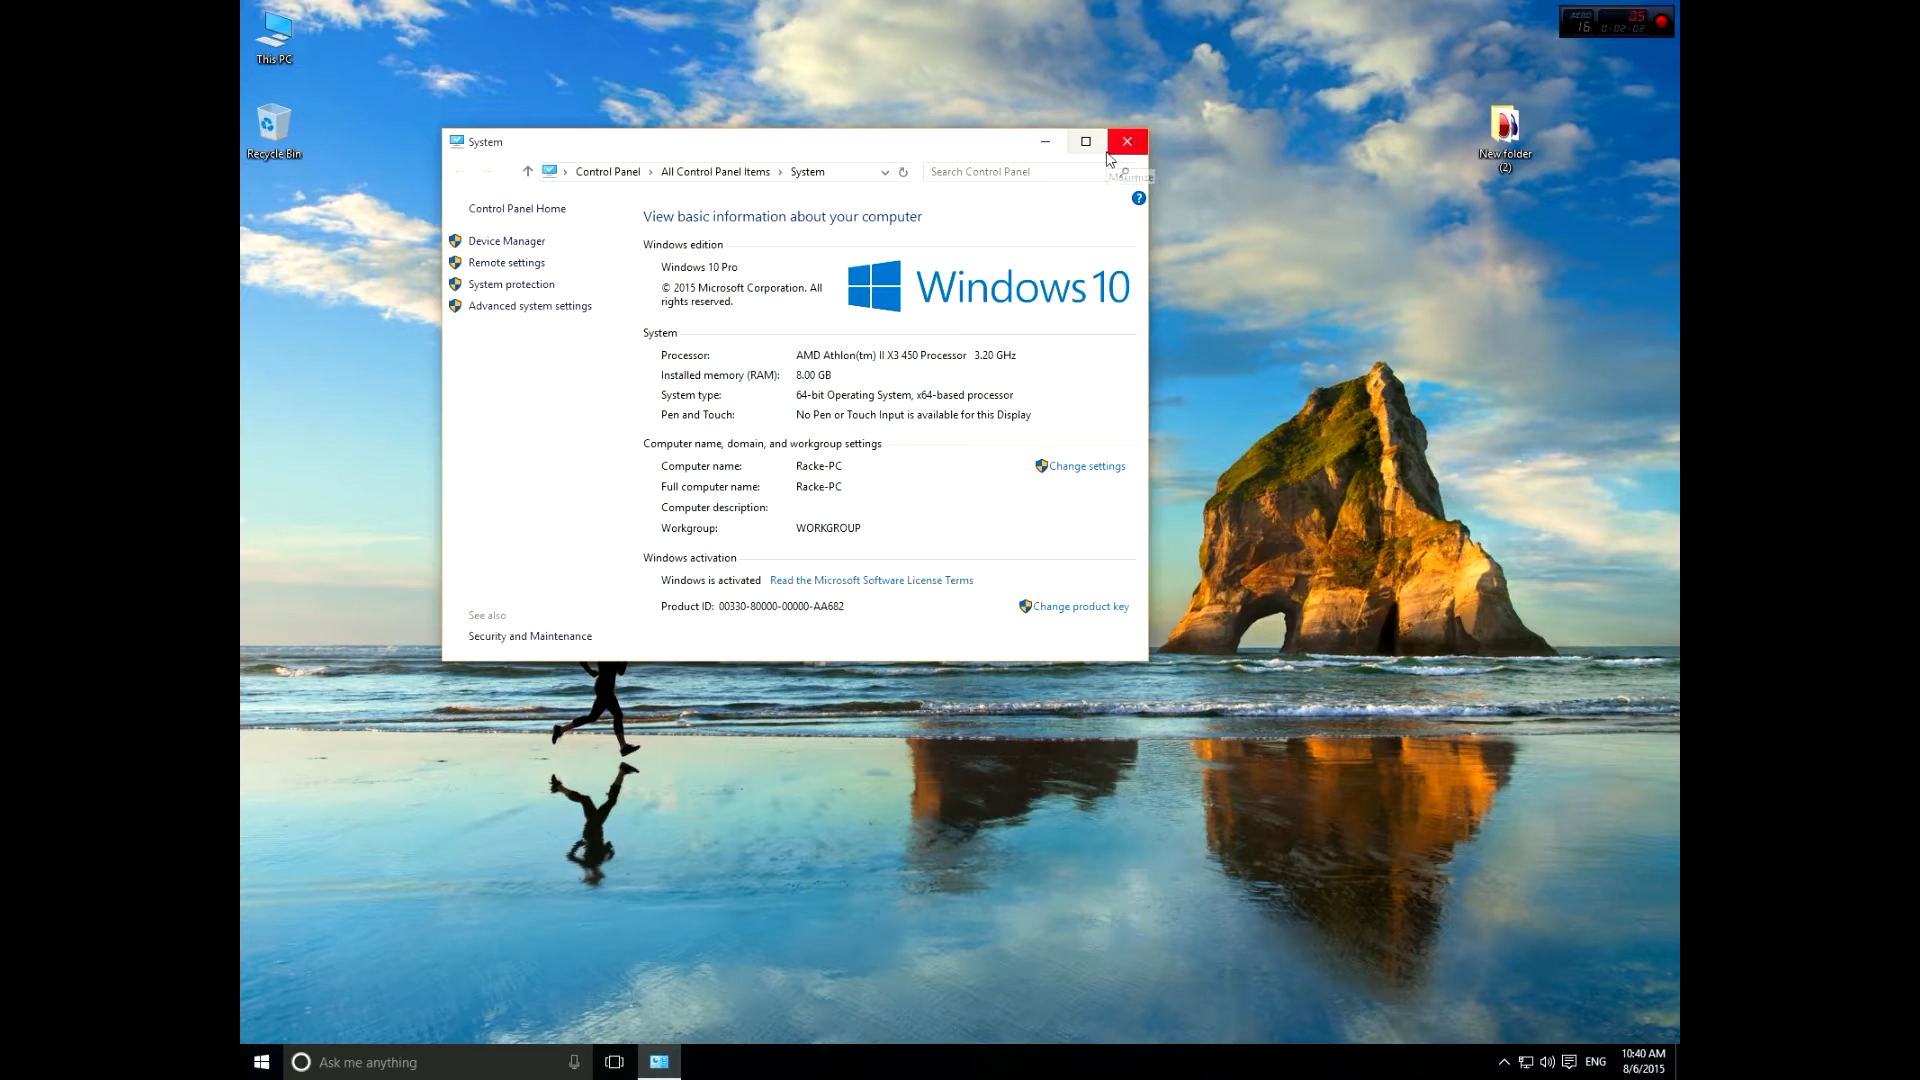 This PC
Recycle Bin
AERO
16
05
0:02:02
New folder
(2)
System
Control Panel
All Control Panel Items
System
Search Control Panel
Maximize
?
Control Panel Home
Device Manager
Remote settings
System protection
Advanced system settings
See also
Security and Maintenance
View basic information about your computer
Windows edition
Windows 10 Pro
© 2015 Microsoft Corporation. All
rights reserved.
Windows 10
System
Processor: AMD Athlon(tm) II X3 450 Processor 3.20 GHz
Installed memory (RAM): 8.00 GB
System type: 64-bit Operating System, x64-based processor
Pen and Touch: No Pen or Touch Input is available for this Display
Computer name, domain, and workgroup settings
Computer name: Racke-PC
Change settings
Full computer name: Racke-PC
Computer description:
Workgroup: WORKGROUP
Windows activation
Windows is activated Read the Microsoft Software License Terms
Product ID: 00330-80000-00000-AA682
Change product key
Ask me anything
ENG
10:40 AM
8/6/2015